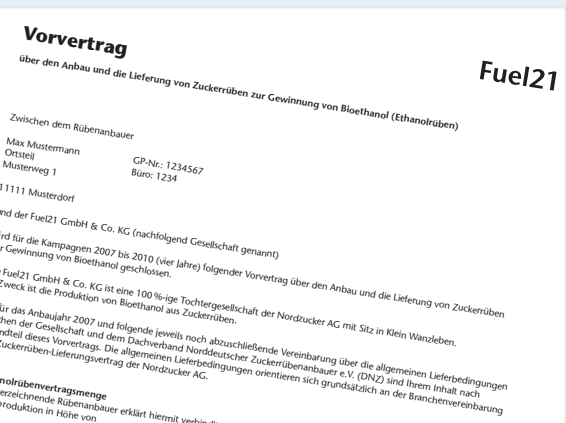 Vorvertrag
über den Anbau und die Lieferung von Zuckerrüben zur Gewinnung von Bioethanol (Ethanolrüben)
Fuel21
Zwischen dem Rübenanbauer
Max Mustermann
Ortsteil
Musterweg 1
GP-Nr.: 1234567
Büro: 1234
11111 Musterdorf
und der Fuel21 GmbH & Co. KG (nachfolgend Gesellschaft genannt)
wird für die Kampagnen 2007 bis 2010 (vier Jahre) folgender Vorvertrag über den Anbau und die Lieferung von Zuckerrüben
Gewinnung von Bioethanol geschlossen.
Fuel21 GmbH & Co. KG ist eine 100 %-ige Tochtergesellschaft der Nordzucker AG mit Sitz in Klein Wanzleben.
Zweck ist die Produktion von Bioethanol aus Zuckerrüben.
für das Anbaujahr 2007 und folgende jeweils noch abzuschließende Vereinbarung über die allgemeinen Lieferbedingungen
chen der Gesellschaft und dem Dachverband Norddeutscher Zuckerrübenanbauer e.V. (DNZ) sind Ihrem Inhalt nach
ndteil dieses Vorvertrags. Die allgemeinen Lieferbedingungen orientieren sich grundsätzlich an der Branchenvereinbarung
Zuckerrüben-Lieferungsvertrag der Nordzucker AG.
nolrübenvertragsmenge
erzeichnende Rübenanbauer erklärt hiermit verbindl
produktion in Höhe von